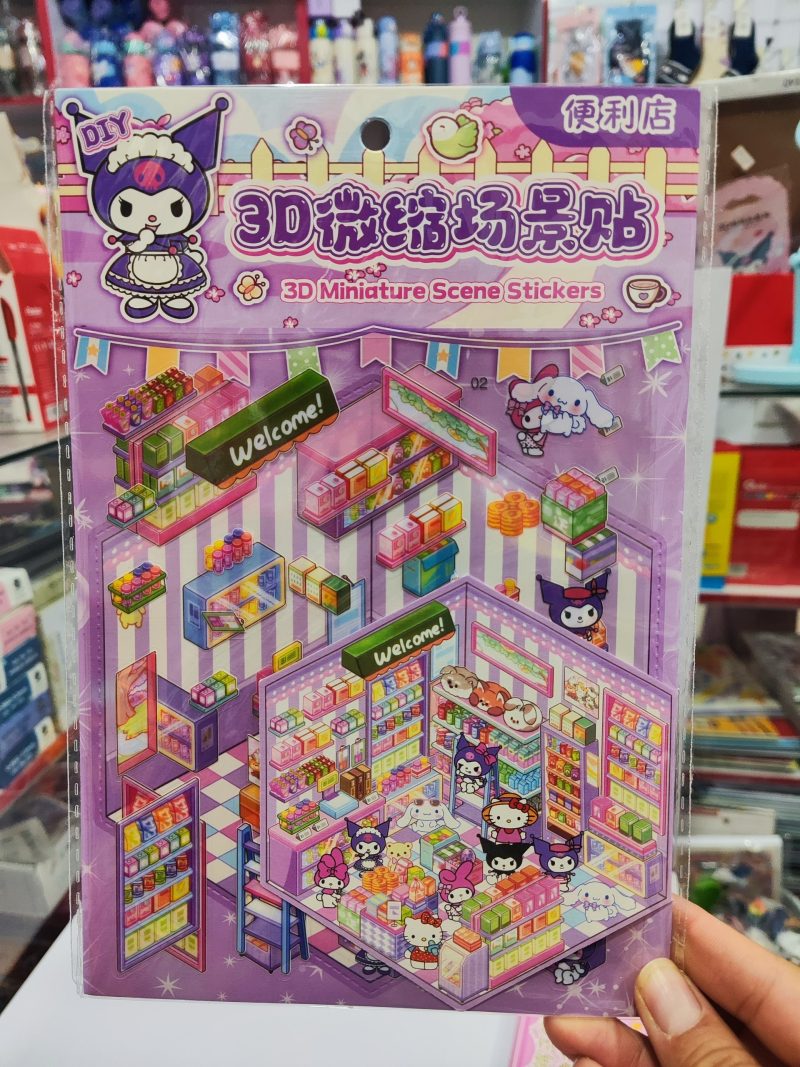 DIY
便利店
3D微缩场景贴
3D Miniature Scene Stickers
02
Welcome!
Welcome!